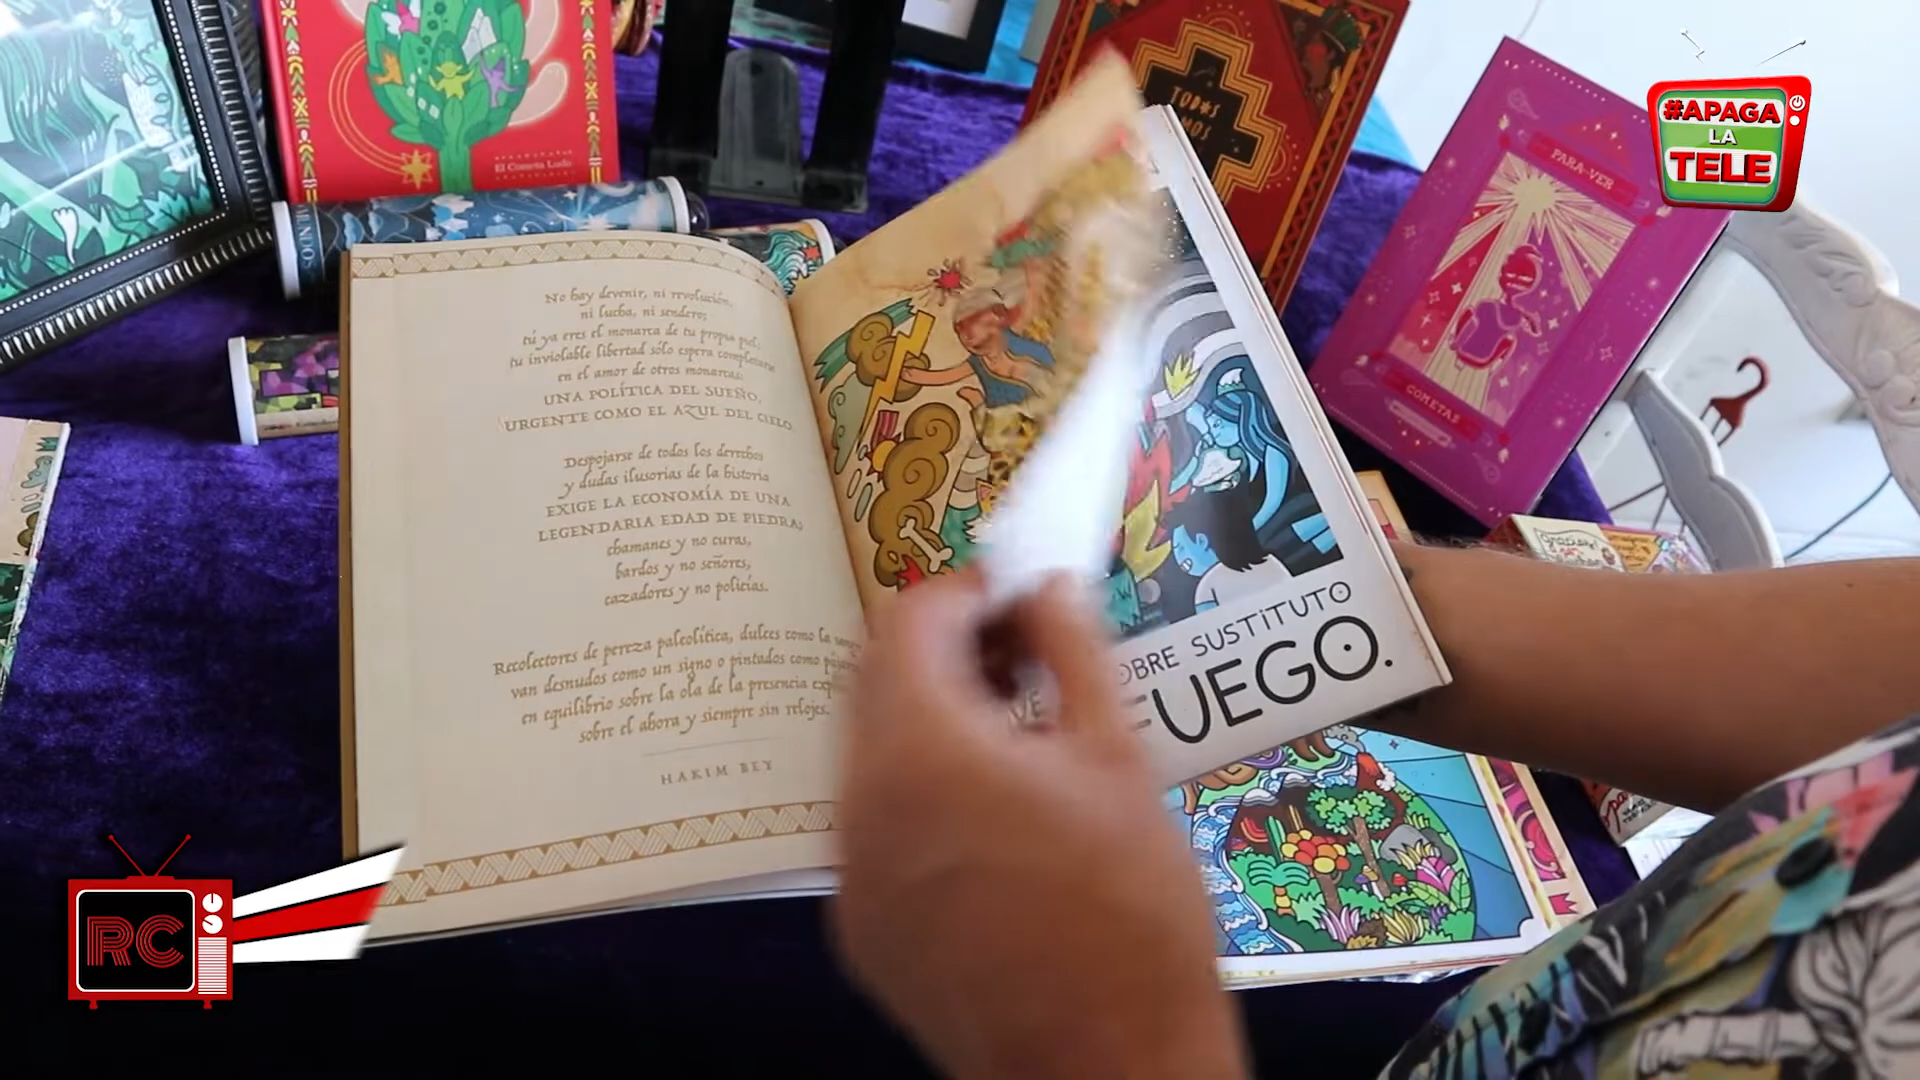 #APAGA
LA
TELE
El Cometa Ludo
TOD*S
PARA-VER
COMETAS
No hay devenir, ni revolución,
ni lucha, ni sendero;
tú ya eres el monarca de tu propia piel,
tu inviolable libertad sólo espera completarse
en el amor de otros monarcas:
UNA POLÍTICA DEL SUEÑO,
URGENTE COMO EL AZUL DEL CIELO.
Despojarse de todos los derechos
y dudas ilusorias de la historia
EXIGE LA ECONOMÍA DE UNA
LEGENDARIA EDAD DE PIEDRA;
chamanes y no curas,
bardos y no señores,
cazadores y no policías.
Recolectores de pereza paleolítica, dulces como la
van desnudos como un signo o pintados como
en equilibrio sobre la ola de la presencia
sobre el ahora y siempre sin relojes.
HAKIM BEY
OBRE SUSTITUTO
FUEGO.
RC